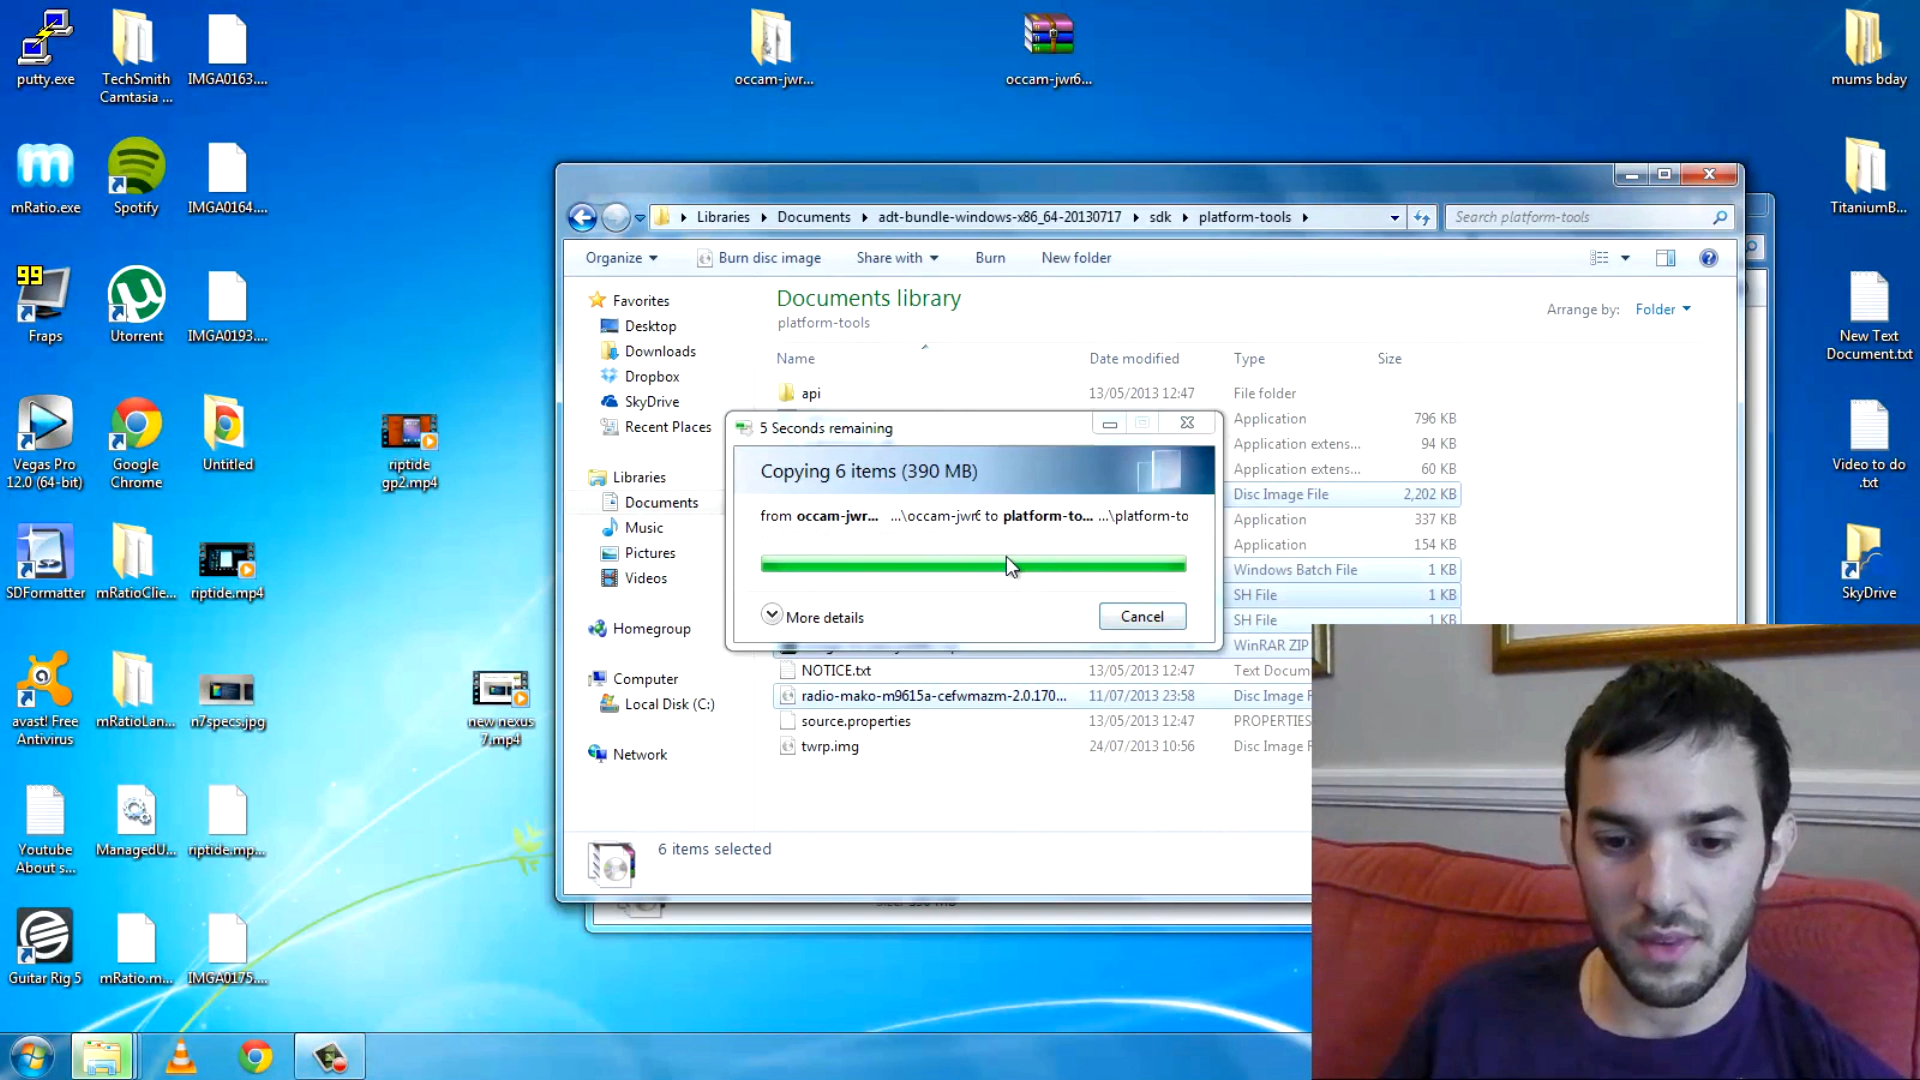 putty.exe
TechSmith
Camtasia ...
IMGA0163....
occam-jwr...
occam-jwr6...
mums bday
mRatio.exe
Spotify
IMGA0164....
TitaniumB...
Libraries
Documents
adt-bundle-windows-x86_64-20130717
sdk
platform-tools
Search platform-tools
Organize
Burn disc image
Share with
Burn
New folder
99
Fraps
Utorrent
IMGA0193....
New Text
Document.txt
Favorites
Desktop
Downloads
Dropbox
SkyDrive
Recent Places
Libraries
Documents
Music
Pictures
Videos
Homegroup
Computer
Local Disk (C:)
Network
Documents library
platform-tools
Arrange by: Folder
Name
Date modified
Type
Size
api
13/05/2013 12:47
File folder
Application
796 KB
Application extens...
94 KB
Application extens...
60 KB
Disc Image File
2,202 KB
Application
337 KB
Application
154 KB
Windows Batch File
1 KB
SH File
1 KB
SH File
1 KB
WinRAR ZIP
NOTICE.txt
13/05/2013 12:47
Text Docum
radio-mako-m9615a-cefwmazm-2.0.170...
11/07/2013 23:58
Disc Image F
source.properties
13/05/2013 12:47
PROPERTIES
twrp.img
24/07/2013 10:56
Disc Image F
6 items selected
5 Seconds remaining
Copying 6 items (390 MB)
from occam-jwr... ...\occam-jwr6 to platform-to... ...\platform-to
More details
Cancel
Vegas Pro
12.0 (64-bit)
Google
Chrome
Untitled
riptide
gp2.mp4
Video to do
.txt
SDFormatter
mRatioClie...
riptide.mp4
SkyDrive
avast! Free
Antivirus
mRatioLan...
n7specs.jpg
new nexus
7.mp4
Youtube
About s...
ManagedU...
riptide.mp...
Guitar Rig 5
mRatio.m...
IMGA0175....